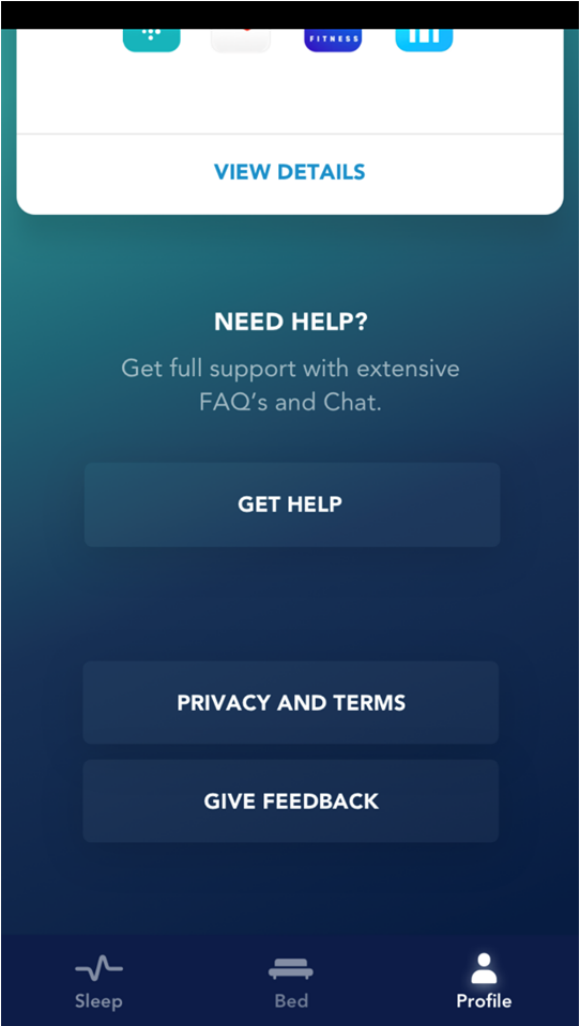 FITNESS
VIEW DETAILS
NEED HELP?
Get full support with extensive
FAQ's and Chat.
GET HELP
PRIVACY AND TERMS
GIVE FEEDBACK
Sleep
Bed
Profile